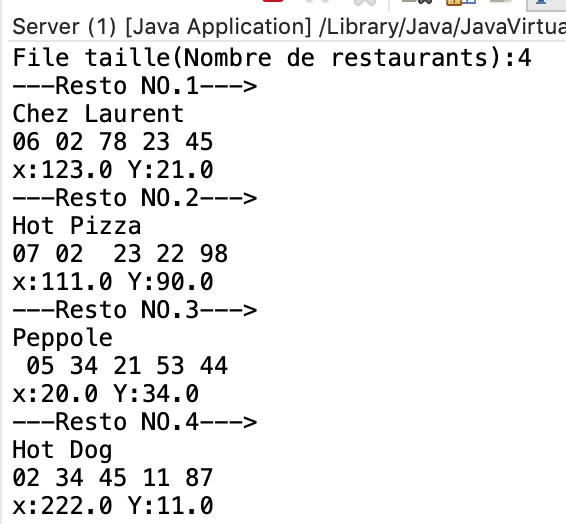 Server (1) [Java Application] /Library/Java/JavaVirtua
File taille(Nombre de restaurants):4
---Resto NO.1--->
Chez Laurent
06 02 78 23 45
x:123.0 Y:21.0
---Resto NO.2--->
Hot Pizza
07 02  23 22 98
x:111.0 Y:90.0
---Resto NO.3--->
Peppole
 05 34 21 53 44
x:20.0 Y:34.0
---Resto NO.4--->
Hot Dog
02 34 45 11 87
x:222.0 Y:11.0